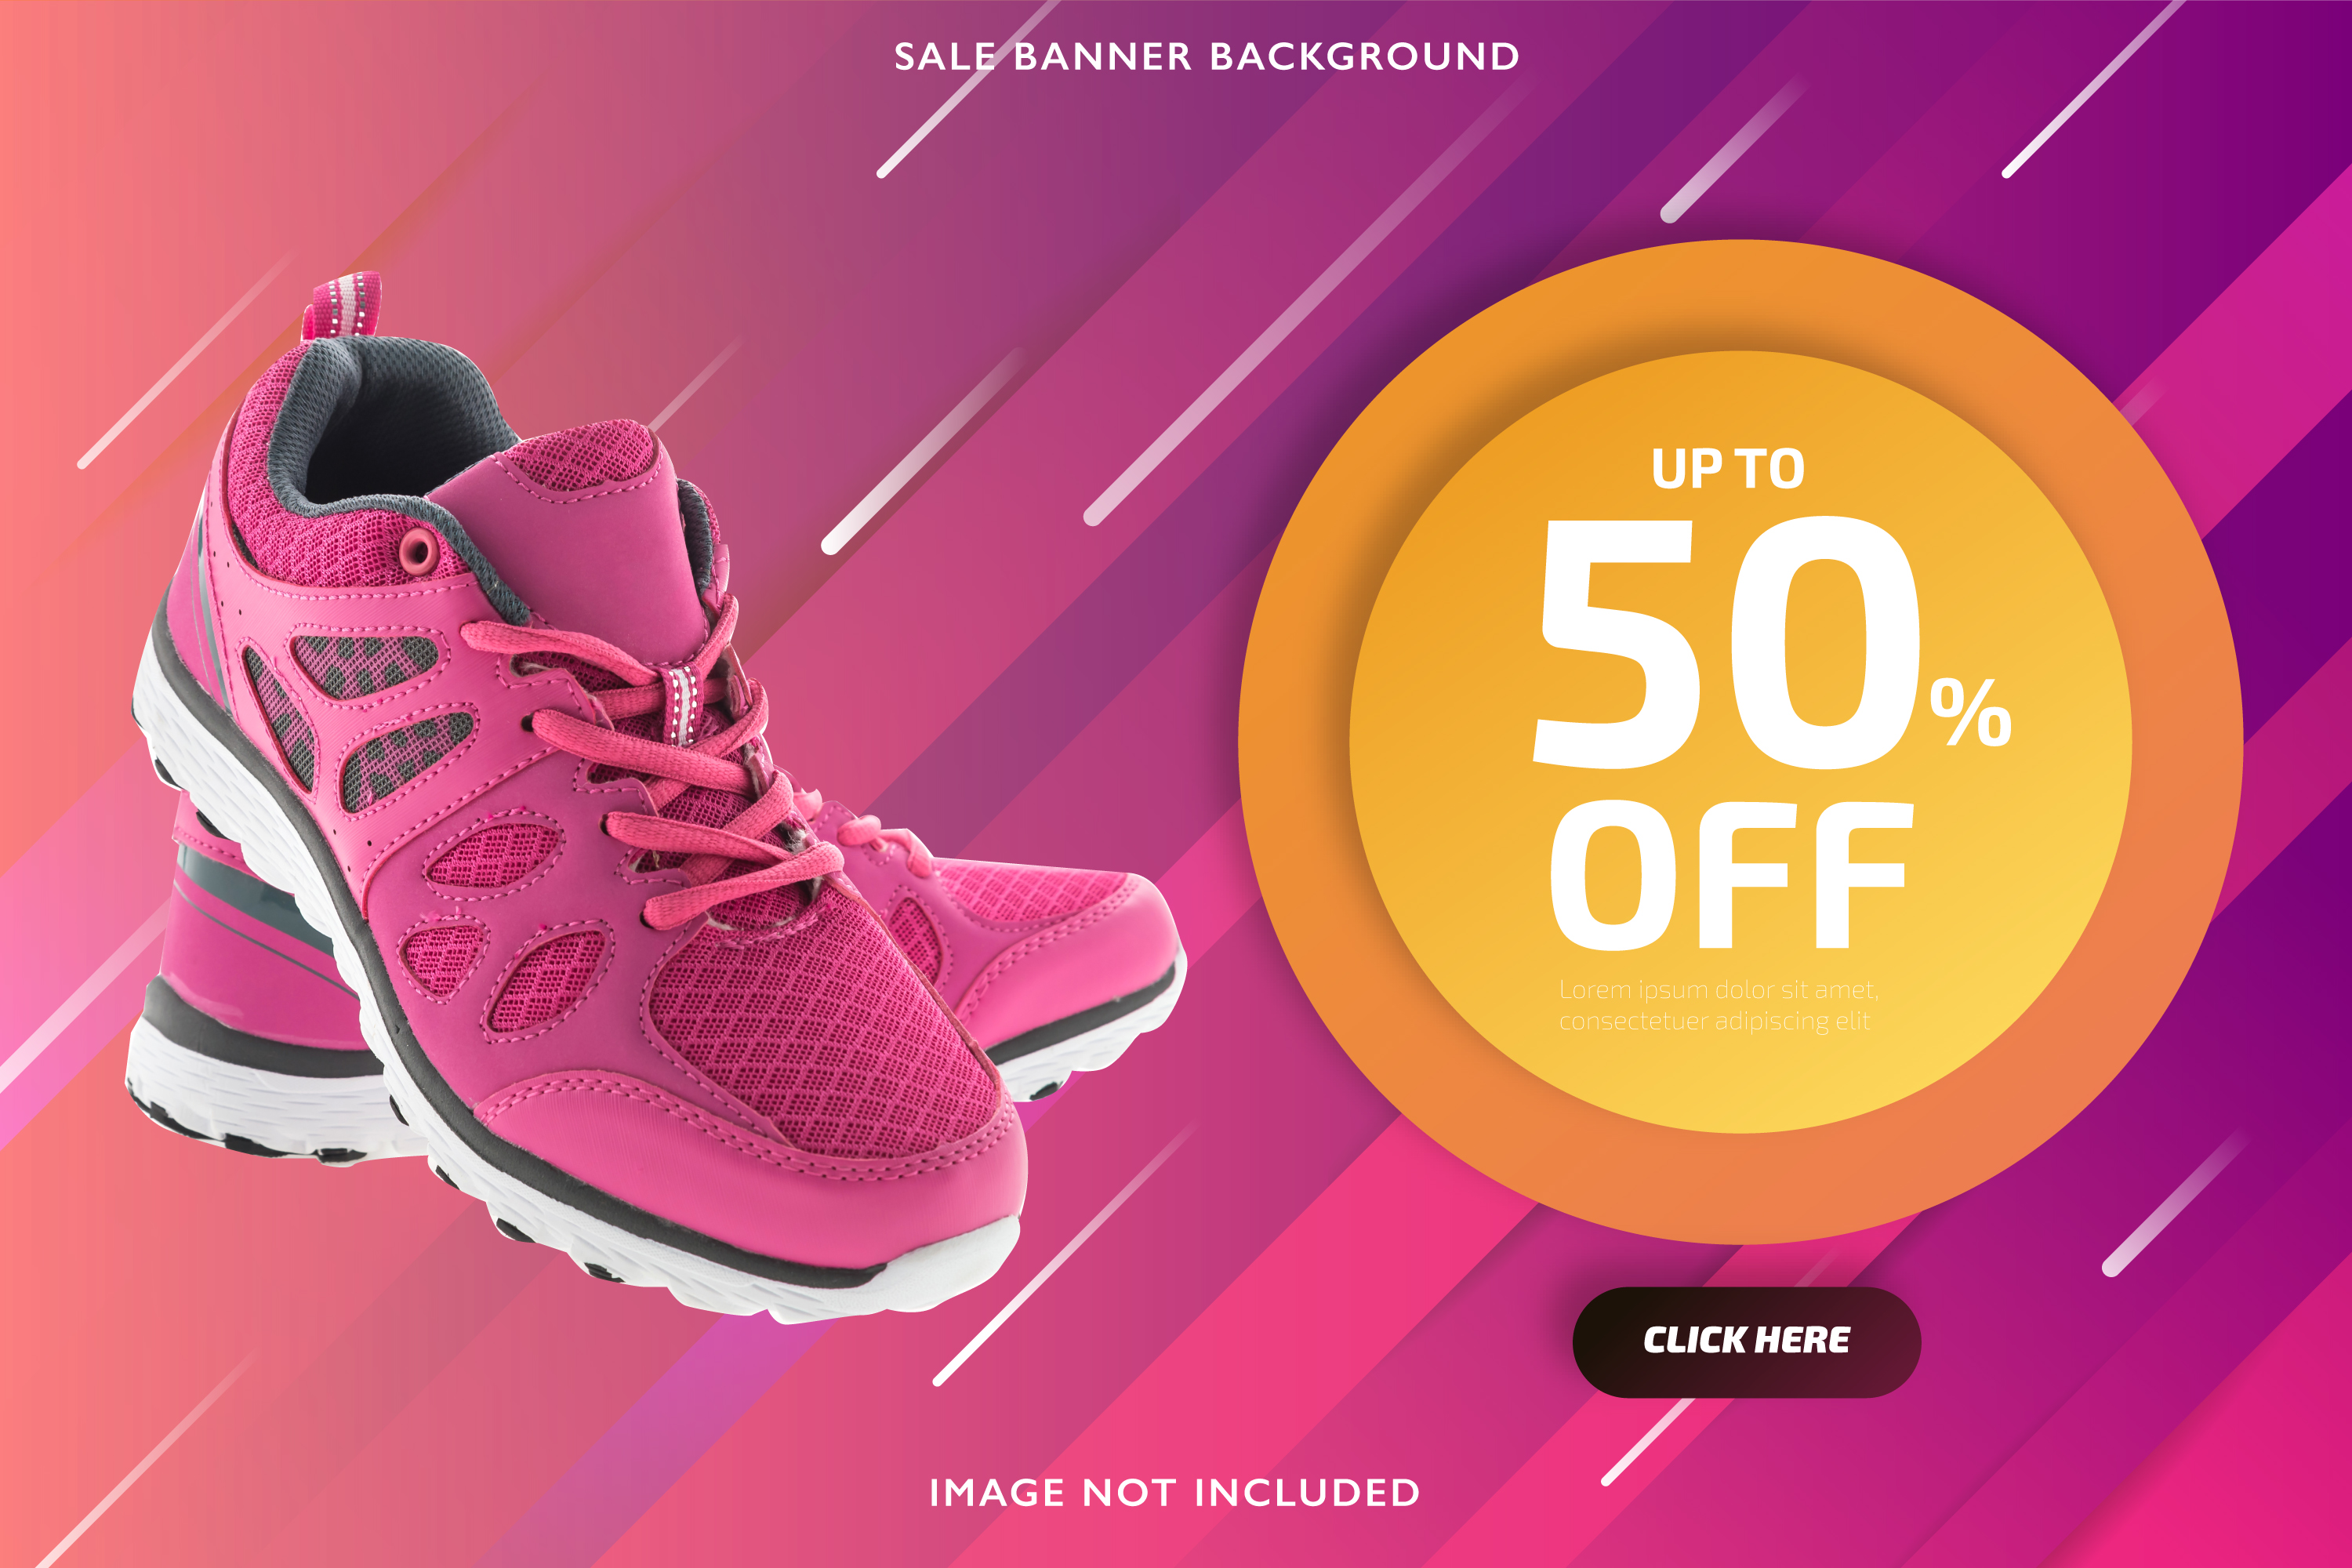 SALE BANNER BACKGROUND
UP TO
50%
OFF
Lorem ipsum dolor sit amet,
consectetuer adipiscing elit
CLICK HERE
IMAGE NOT INCLUDED